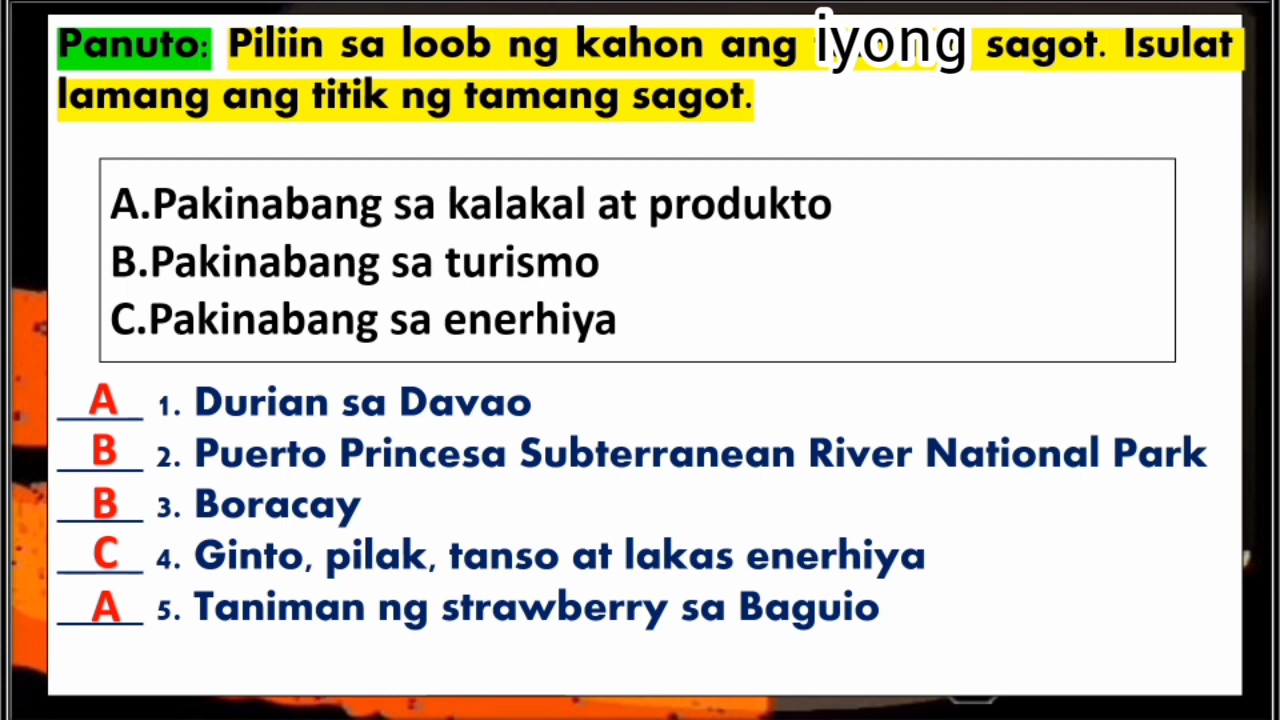 Panuto: Piliin sa loob ng kahon ang iyong sagot. Isulat
lamang ang titik ng tamang sagot.
A.Pakinabang sa kalakal at produkto
B.Pakinabang sa turismo
C.Pakinabang sa enerhiya
A 1. Durian sa Davao
B 2. Puerto Princesa Subterranean River National Park
B 3. Boracay
C 4. Ginto, pilak, tanso at lakas enerhiya
A 5. Taniman ng strawberry sa Baguio